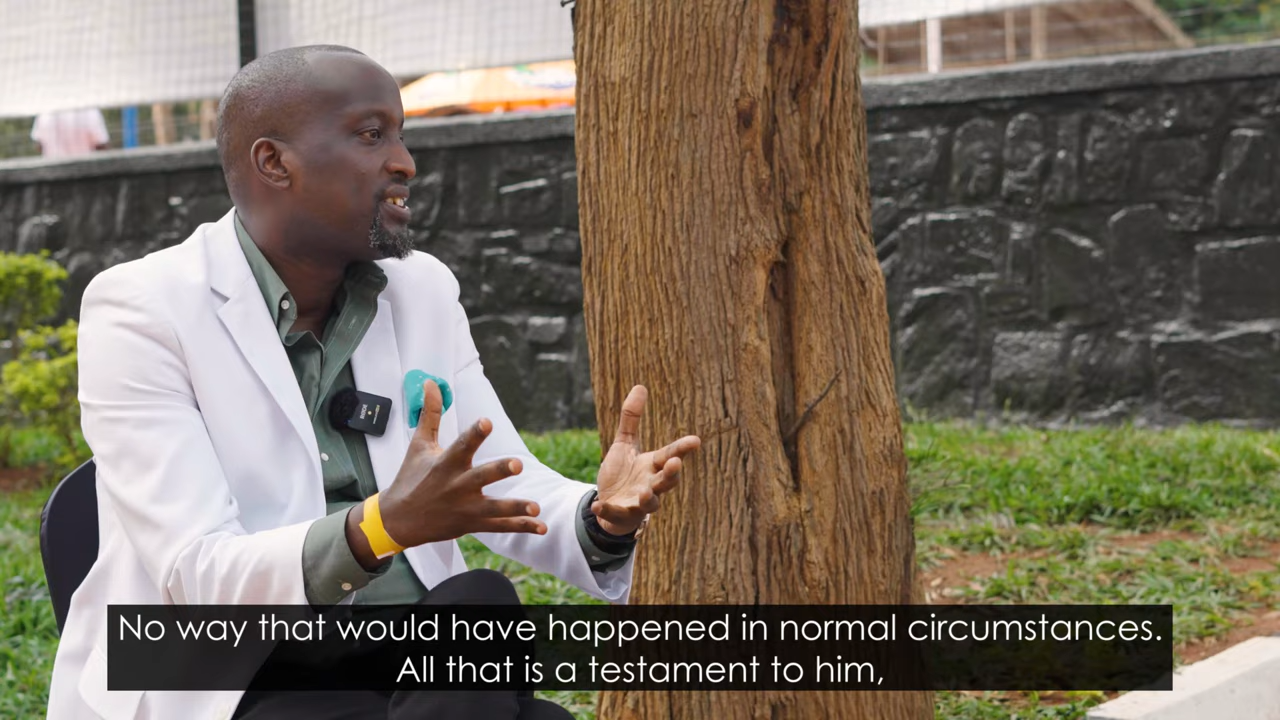 No way that would have happened in normal circumstances.
All that is a testament to him,